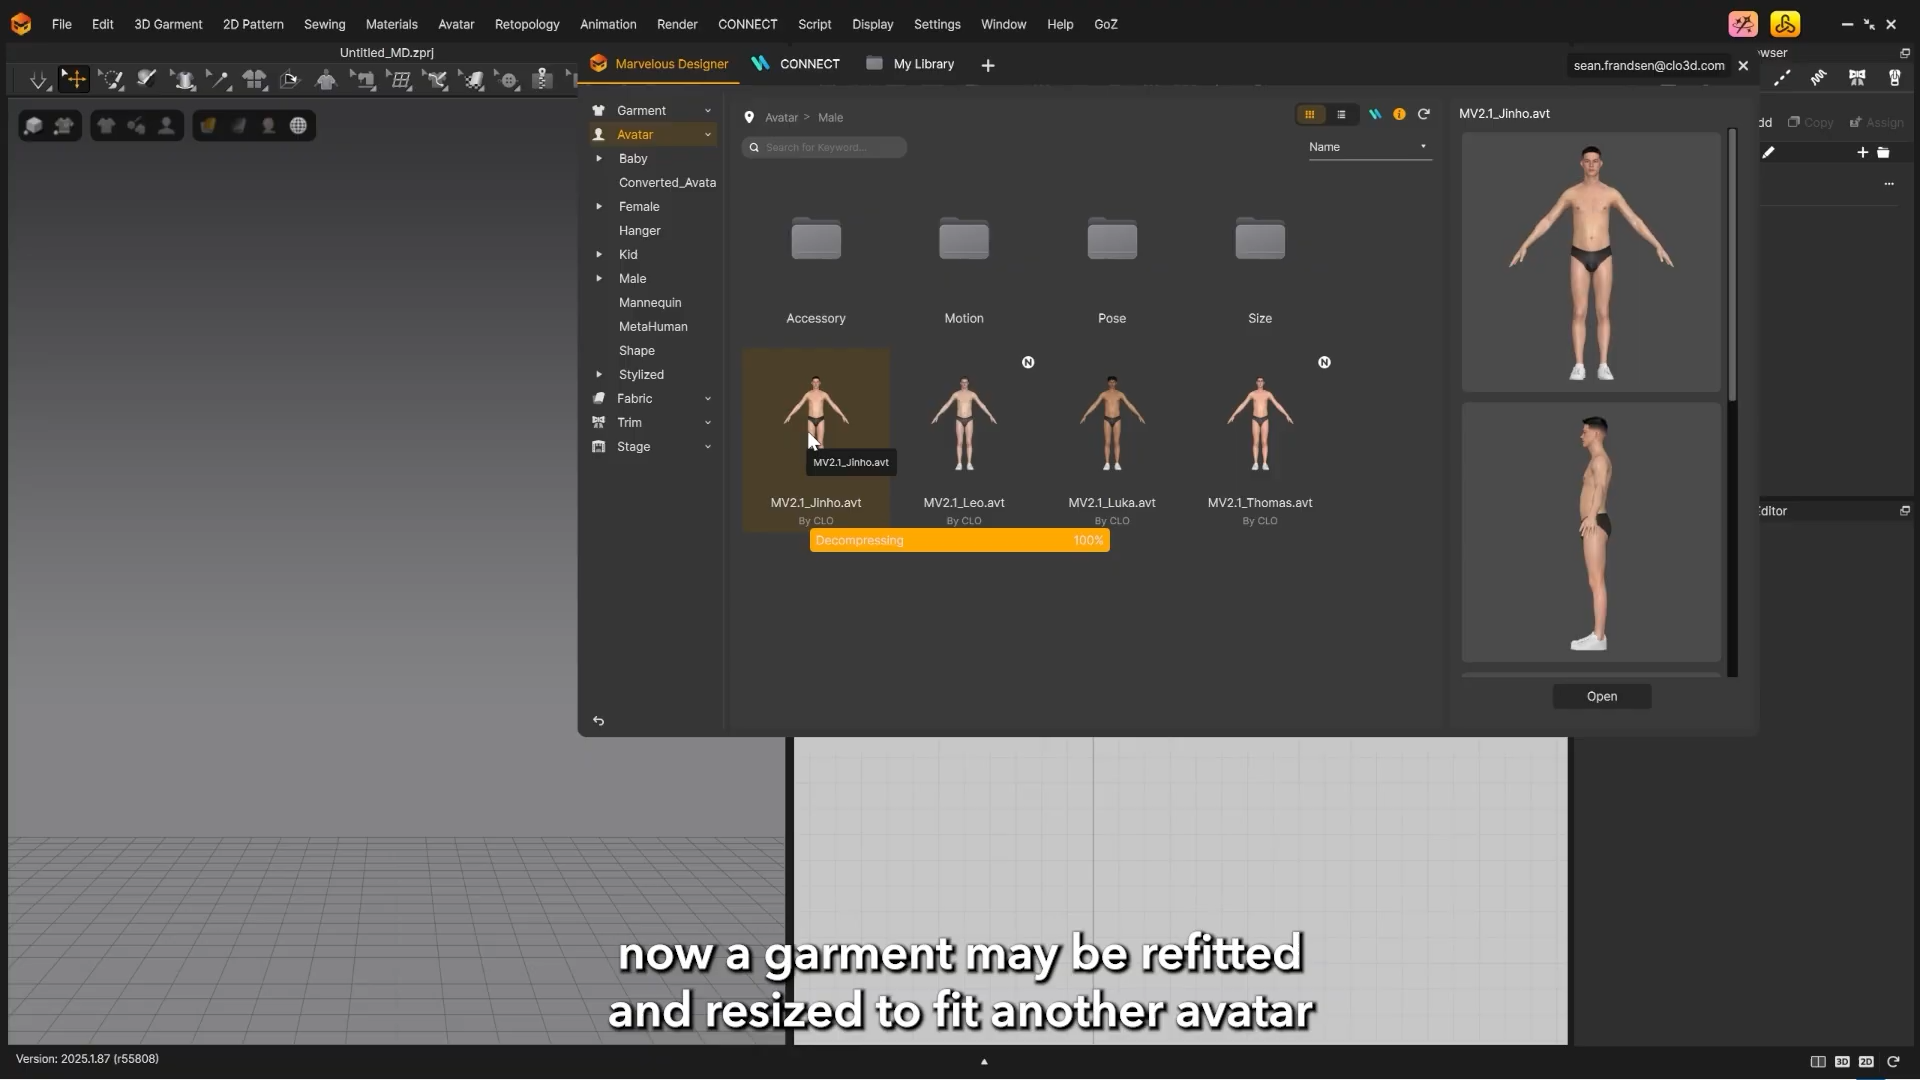 File Edit 3D Garment 2D Pattern Sewing Materials Avatar Retopology Animation Render CONNECT Script Display Settings Window Help GoZ
Untitled_MD.zprj
Marvelous Designer CONNECT My Library +
sean.frandsen@clo3d.com
wser
Garment
Avatar
Baby
Converted_Avata
Female
Hanger
Kid
Male
Mannequin
MetaHuman
Shape
Stylized
Fabric
Trim
Stage
Avatar > Male
Search for Keyword...
Name
Accessory Motion Pose Size
N N
MV2.1_Jinho.avt
MV2.1_Jinho.avt MV2.1_Leo.avt MV2.1_Luka.avt MV2.1_Thomas.avt
By CLO By CLO By CLO By CLO
Decompressing 100%
MV2.1_Jinho.avt
Open
dd Copy Assign
ditor
now a garment may be refitted
and resized to fit another avatar
Version: 2025.1.87 (r55808)
3D 2D